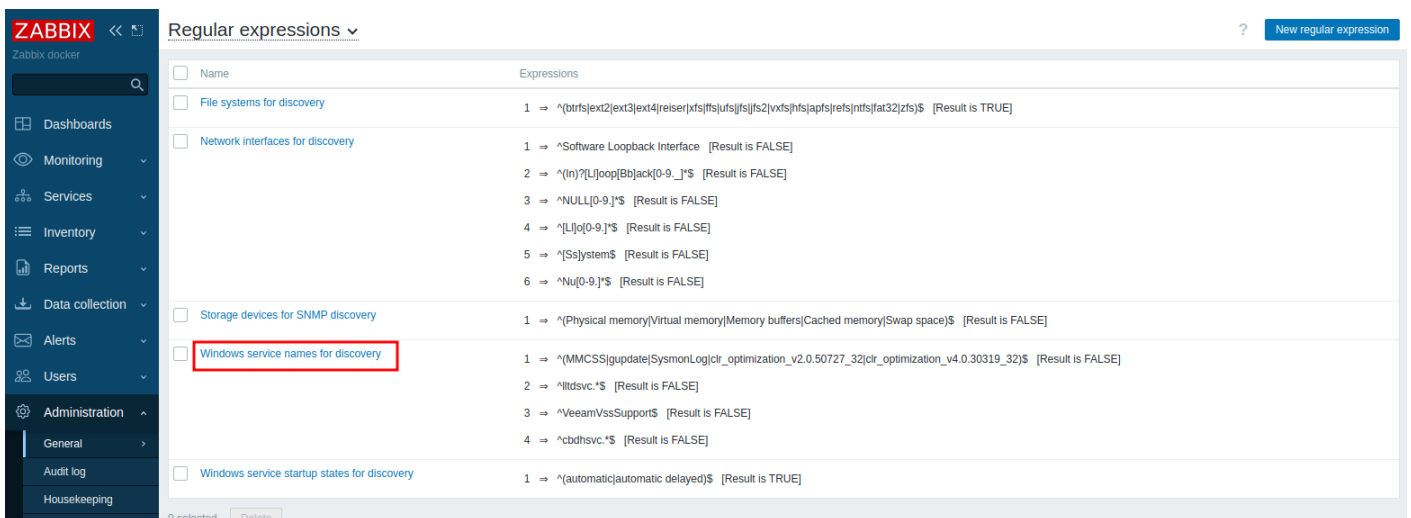 ZABBIX
Zabbix docker
Dashboards
Monitoring
Services
Inventory
Reports
Data collection
Alerts
Users
Administration
General
Audit log
Housekeeping
Regular expressions
? New regular expression
Name Expressions
File systems for discovery 1 ⇒ ^(btrfs|ext2|ext3|ext4|reiser|xfs|ffs|ufs|jfs|jfs2|vxfs|hfs|apfs|refs|ntfs|fat32|zfs)$ [Result is TRUE]
Network interfaces for discovery 1 ⇒ ^Software Loopback Interface [Result is FALSE]
2 ⇒ ^(In)?[Ll]oop[Bb]ack[0-9._]*$ [Result is FALSE]
3 ⇒ ^NULL[0-9.]*$ [Result is FALSE]
4 ⇒ ^[Ll]o[0-9.]*$ [Result is FALSE]
5 ⇒ ^[Ss]ystem$ [Result is FALSE]
6 ⇒ ^Nu[0-9.]*$ [Result is FALSE]
Storage devices for SNMP discovery 1 ⇒ ^(Physical memory|Virtual memory|Memory buffers|Cached memory|Swap space)$ [Result is FALSE]
Windows service names for discovery 1 ⇒ ^(MMCSS|gupdate|SysmonLog|clr_optimization_v2.0.50727_32|clr_optimization_v4.0.30319_32)$ [Result is FALSE]
2 ⇒ ^lltdsvc.*$ [Result is FALSE]
3 ⇒ ^VeeamVssSupport$ [Result is FALSE]
4 ⇒ ^cbdhsvc.*$ [Result is FALSE]
Windows service startup states for discovery 1 ⇒ ^(automatic|automatic delayed)$ [Result is TRUE]
0 selected Delete